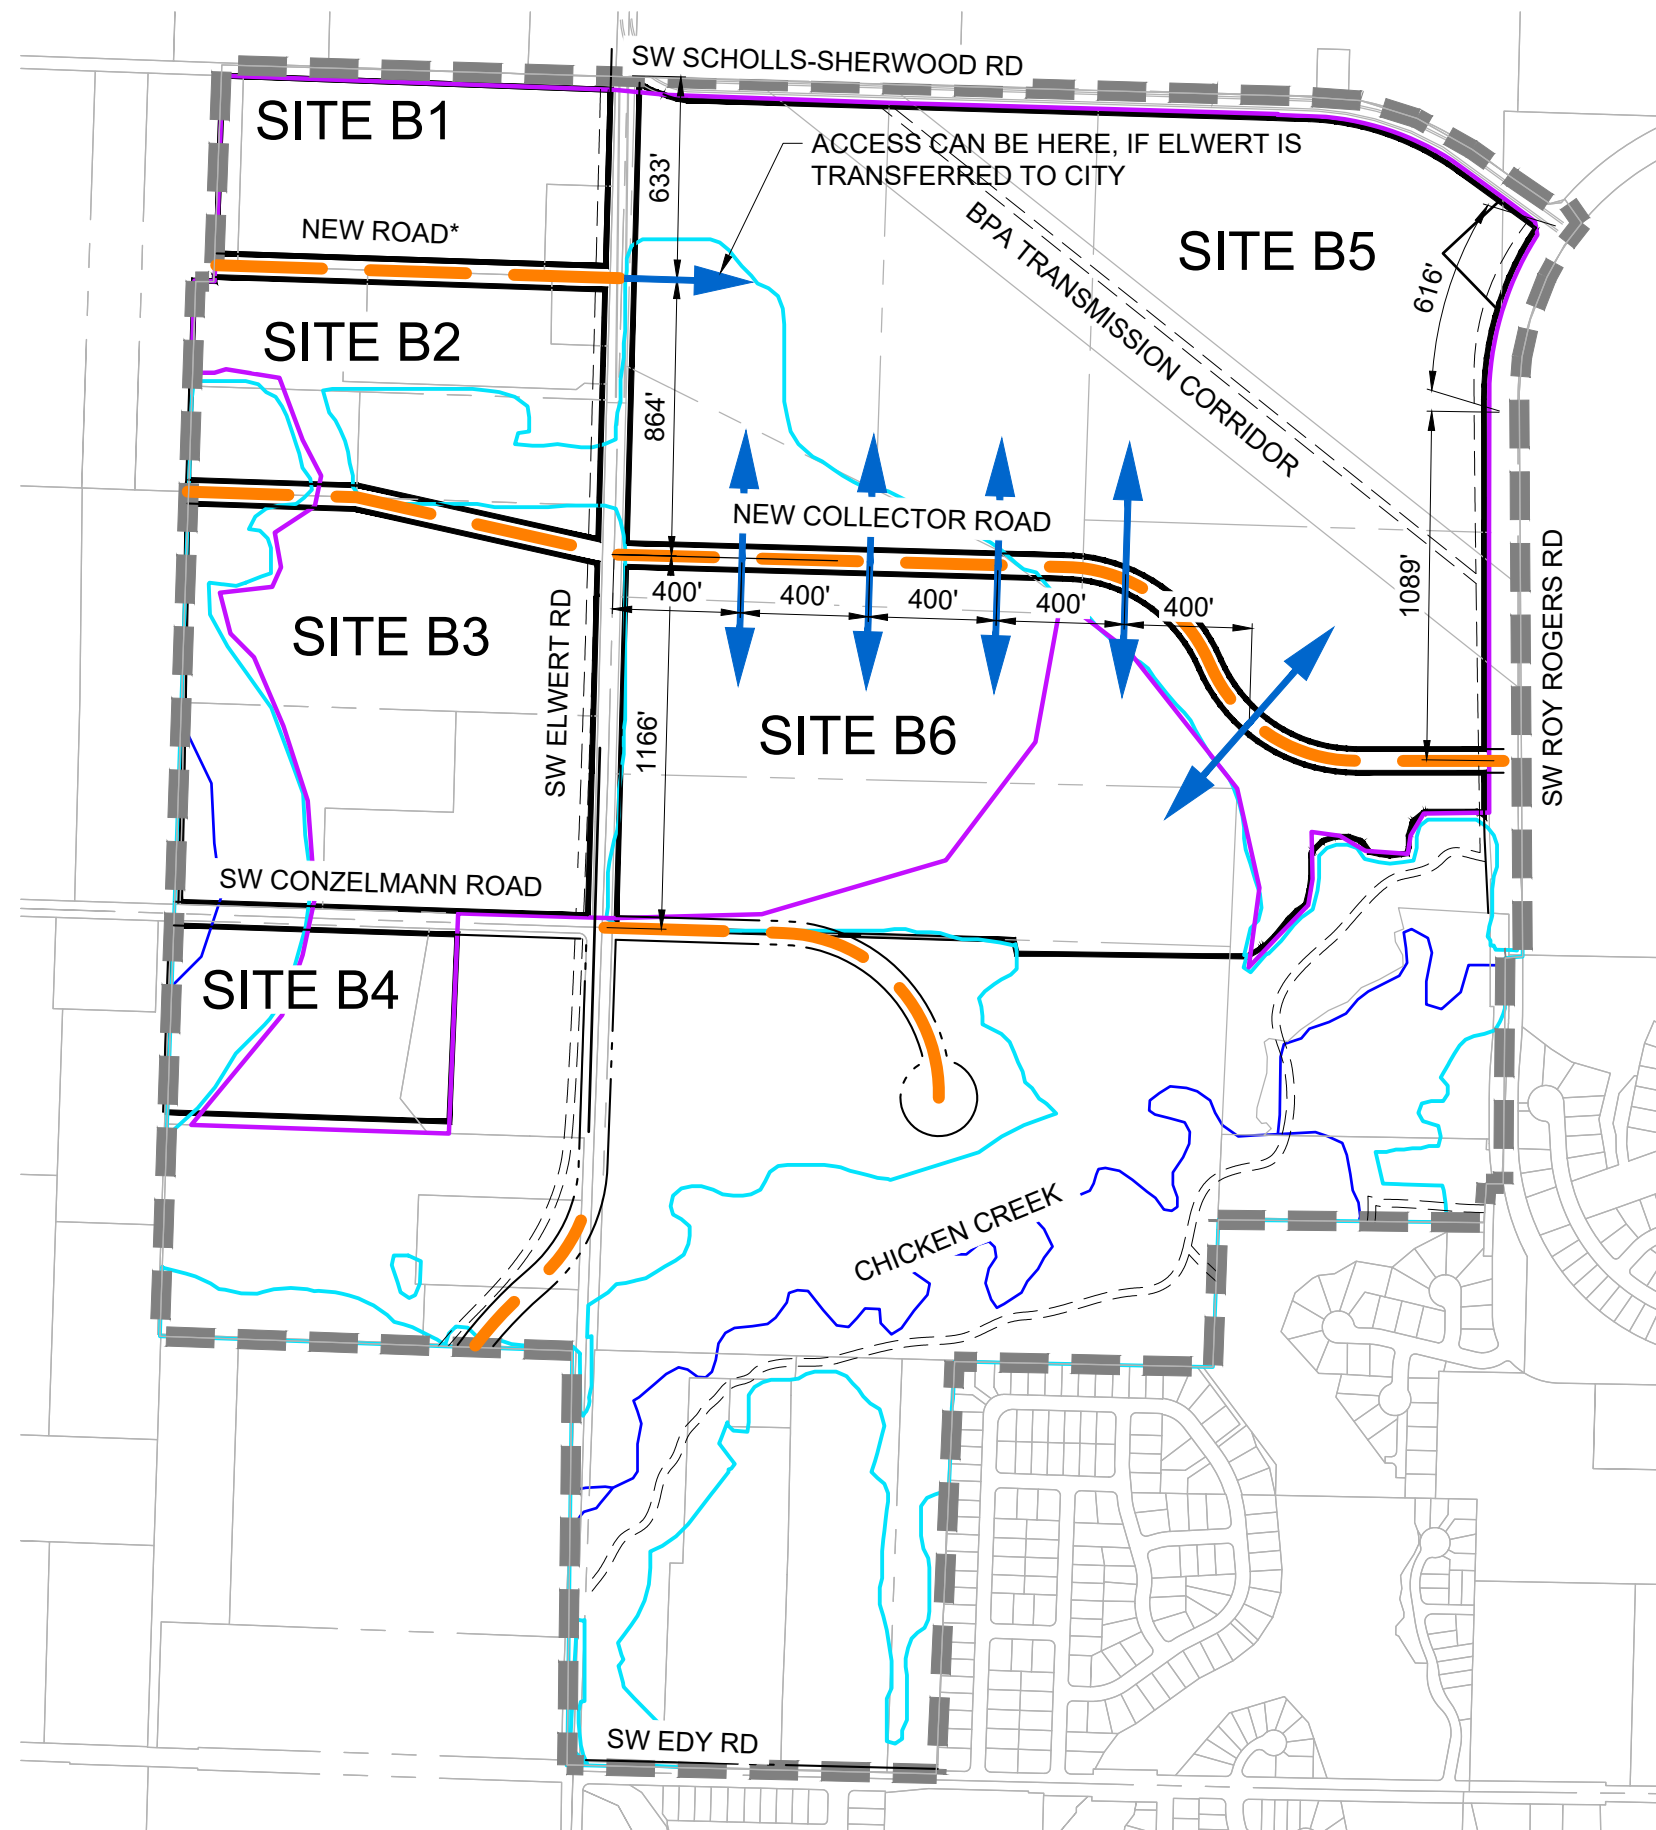 SW SCHOLLS-SHERWOOD RD
SITE B1
633'
ACCESS CAN BE HERE, IF ELWERT IS
TRANSFERRED TO CITY
NEW ROAD*
BPA TRANSMISSION CORRIDOR
SITE B5
616'
SITE B2
864'
NEW COLLECTOR ROAD
400'
400'
400'
400'
400'
1089'
SW ROY ROGERS RD
SITE B3
SW ELWERT RD
1166'
SITE B6
SW CONZELMANN ROAD
SITE B4
CHICKEN CREEK
SW EDY RD